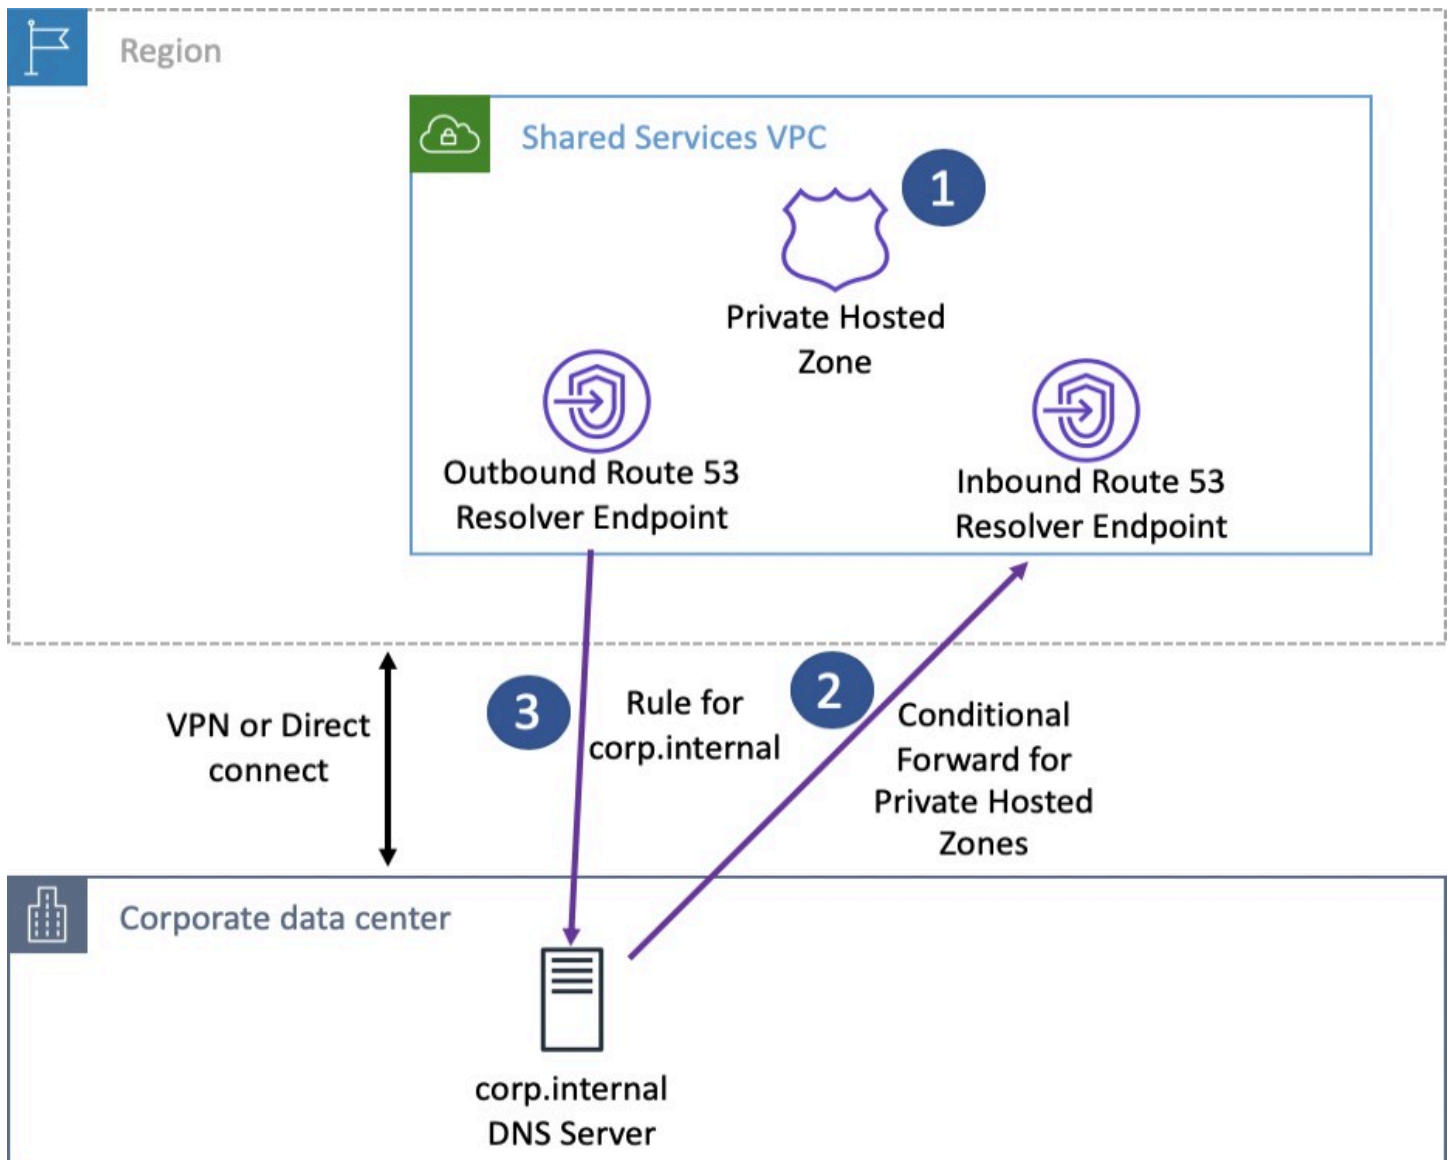 Region
Shared Services VPC
1
Private Hosted
Zone
Outbound Route 53
Resolver Endpoint
Inbound Route 53
Resolver Endpoint
VPN or Direct
connect
3
Rule for
corp.internal
2
Conditional
Forward for
Private Hosted
Zones
Corporate data center
corp.internal
DNS Server